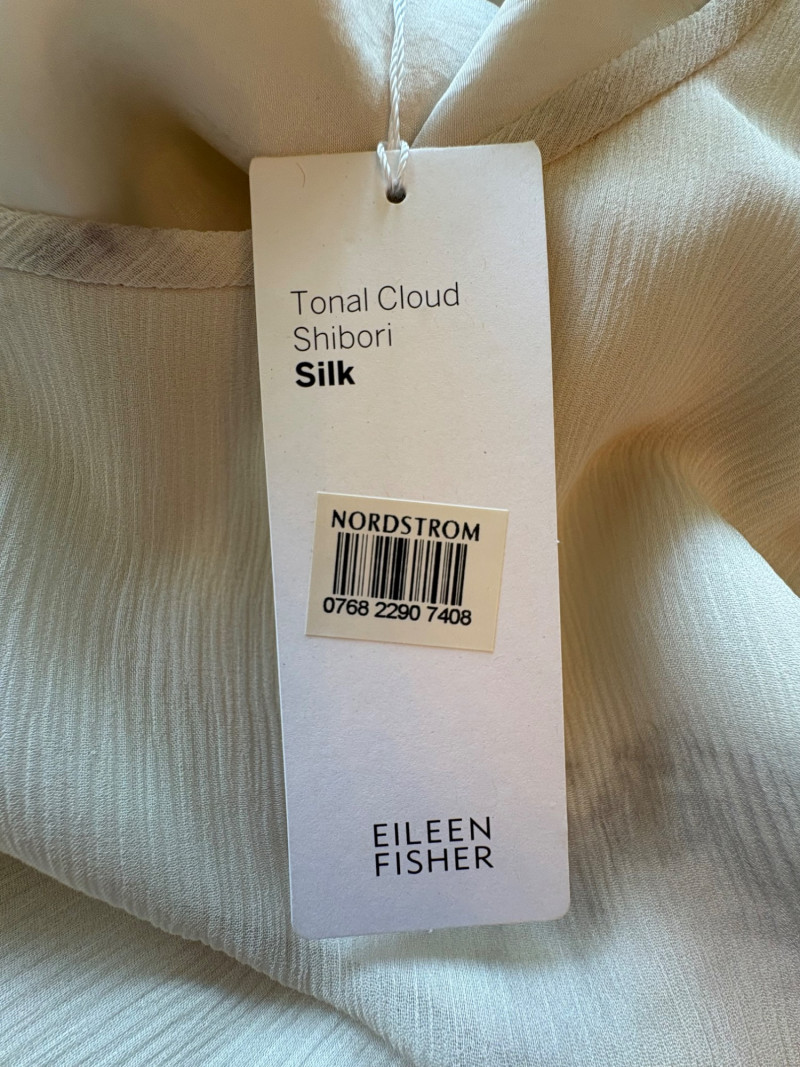 Tonal Cloud
Shibori
Silk
NORDSTROM
0768 2290 7408
EILEEN
FISHER